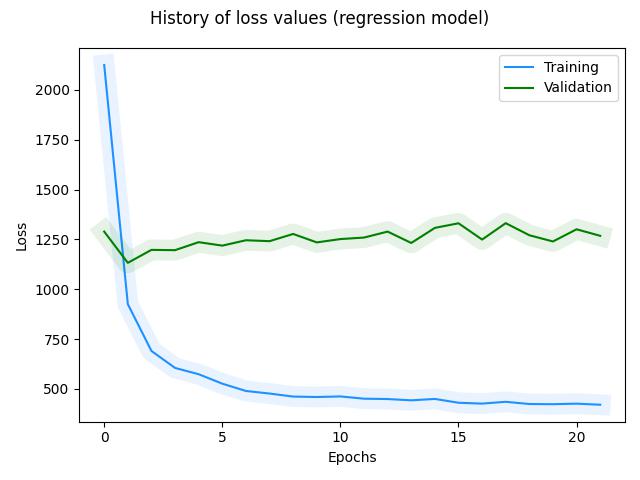 History of loss values (regression model)
Training
Validation
2000
1750
1500
1250
1000
750
500
Loss
0
5
10
15
20
Epochs